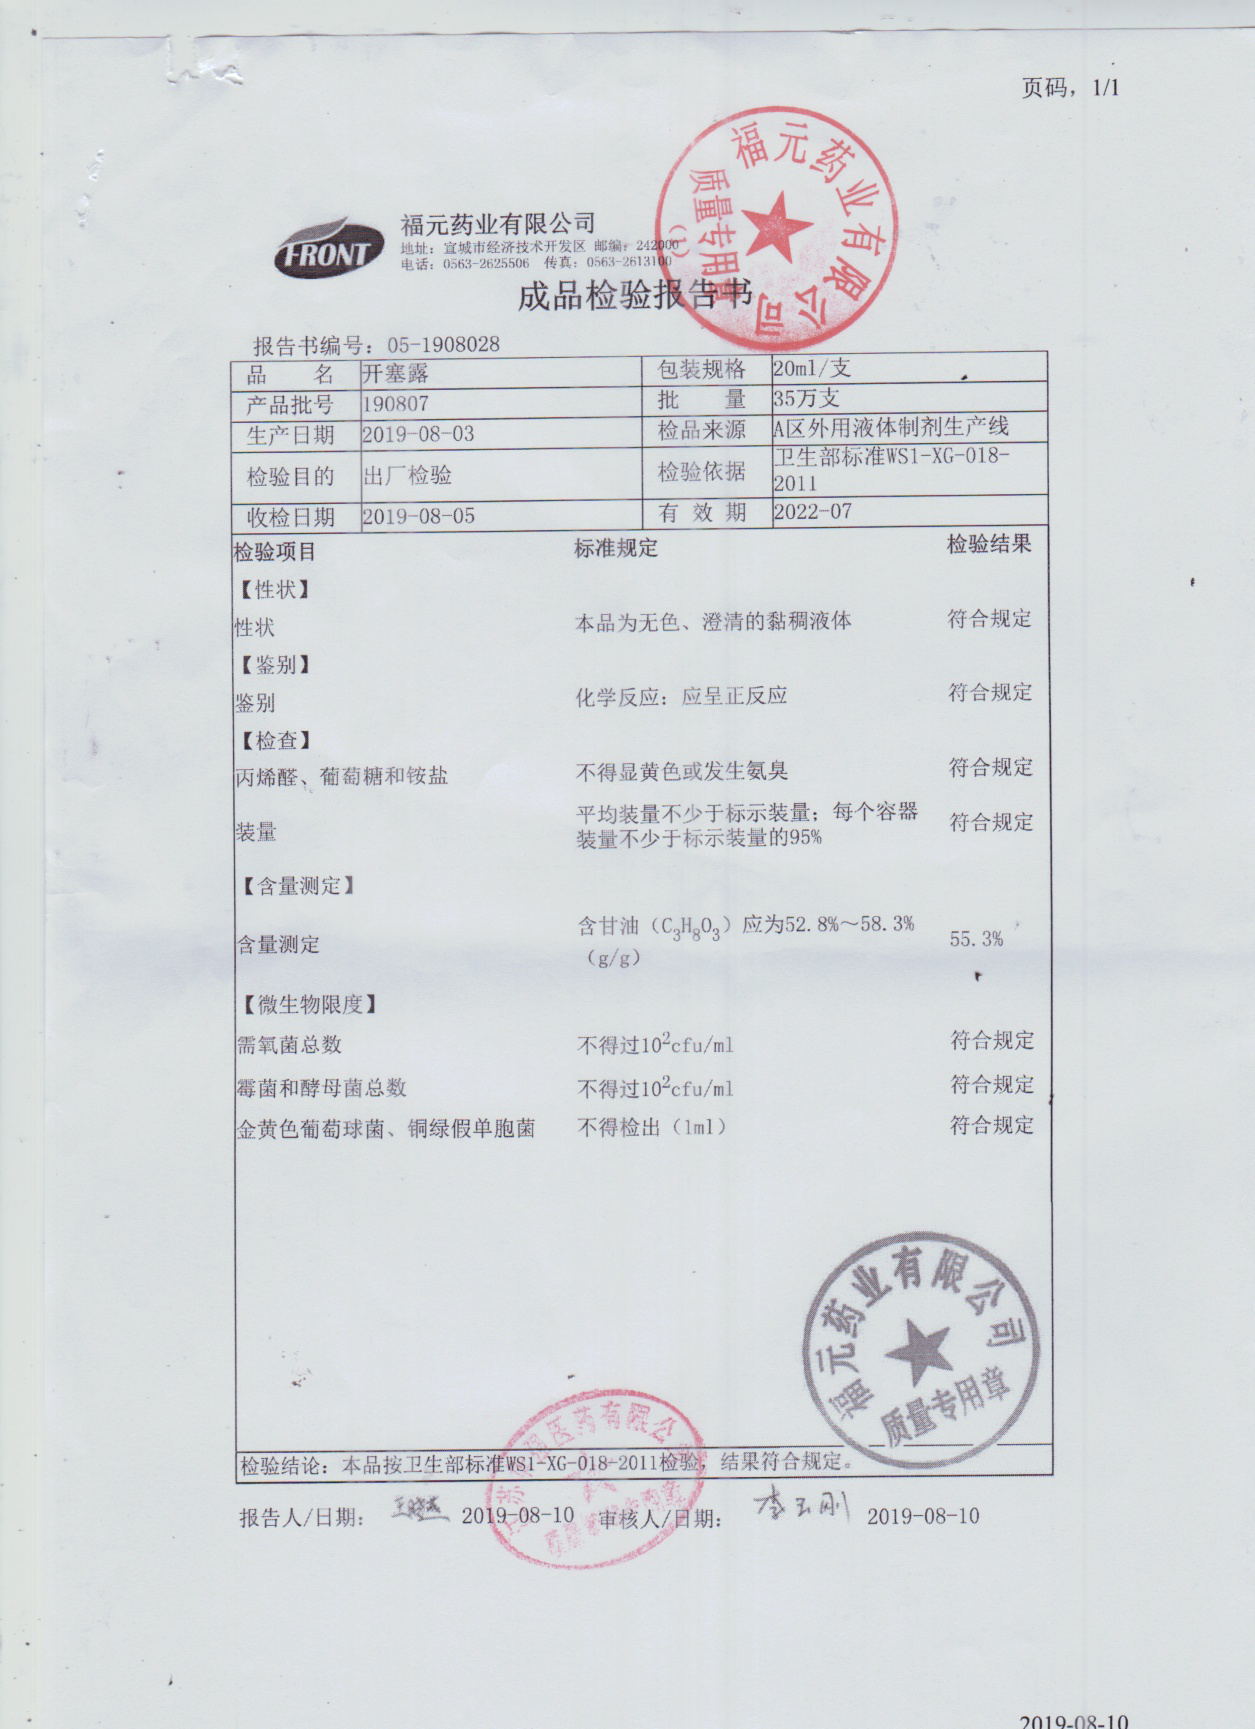 页码，1/1
福元药业有限公司
质量专用章
(1)
FRONT
福元药业有限公司
地址：宣城市经济技术开发区 邮编：242000
电话：0563-2625506 传真：0563-2613100
成品检验报告书
报告书编号：05-1908028
品 名 开塞露 包装规格 20ml/支
产品批号 190807 批 量 35万支
生产日期 2019-08-03 检品来源 A区外用液体制剂生产线
检验目的 出厂检验 检验依据 卫生部标准WS1-XG-018-
2011
收检日期 2019-08-05 有 效 期 2022-07
检验项目 标准规定 检验结果
【性状】
性状 本品为无色、澄清的黏稠液体 符合规定
【鉴别】
鉴别 化学反应：应呈正反应 符合规定
【检查】
丙烯醛、葡萄糖和铵盐 不得显黄色或发生氨臭 符合规定
装量 平均装量不少于标示装量；每个容器 符合规定
装量不少于标示装量的95%
【含量测定】
含量测定 含甘油（C₃H₈O₃）应为52.8%～58.3% 55.3%
（g/g）
【微生物限度】
需氧菌总数 不得过10²cfu/ml 符合规定
霉菌和酵母菌总数 不得过10²cfu/ml 符合规定
金黄色葡萄球菌、铜绿假单胞菌 不得检出（1ml） 符合规定
福元药业有限公司
质量专用章
检验结论：本品按卫生部标准WS1-XG-018-2011检验，结果符合规定。
报告人/日期： 2019-08-10 审核人/日期： 李玉刚 2019-08-10
2019-08-10